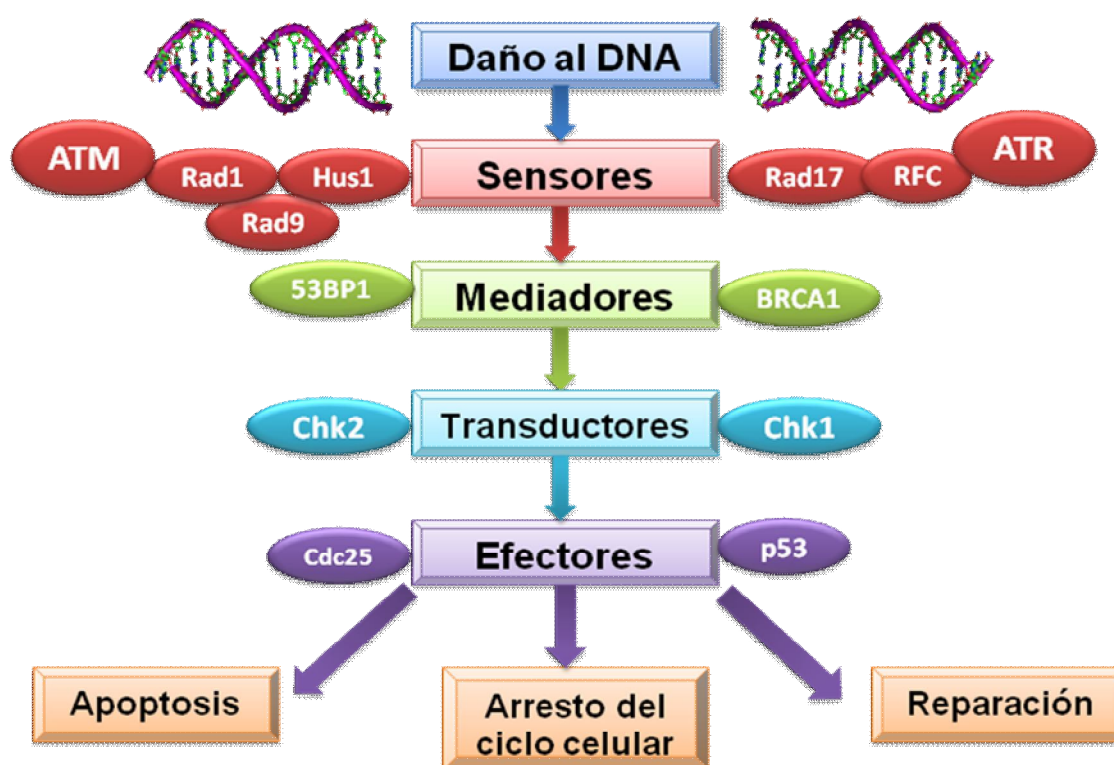 Daño al DNA
ATM
Rad1
Hus1
Rad9
Sensores
Rad17
RFC
ATR
53BP1
Mediadores
BRCA1
Chk2
Transductores
Chk1
Cdc25
Efectores
p53
Apoptosis
Arresto del
ciclo celular
Reparación